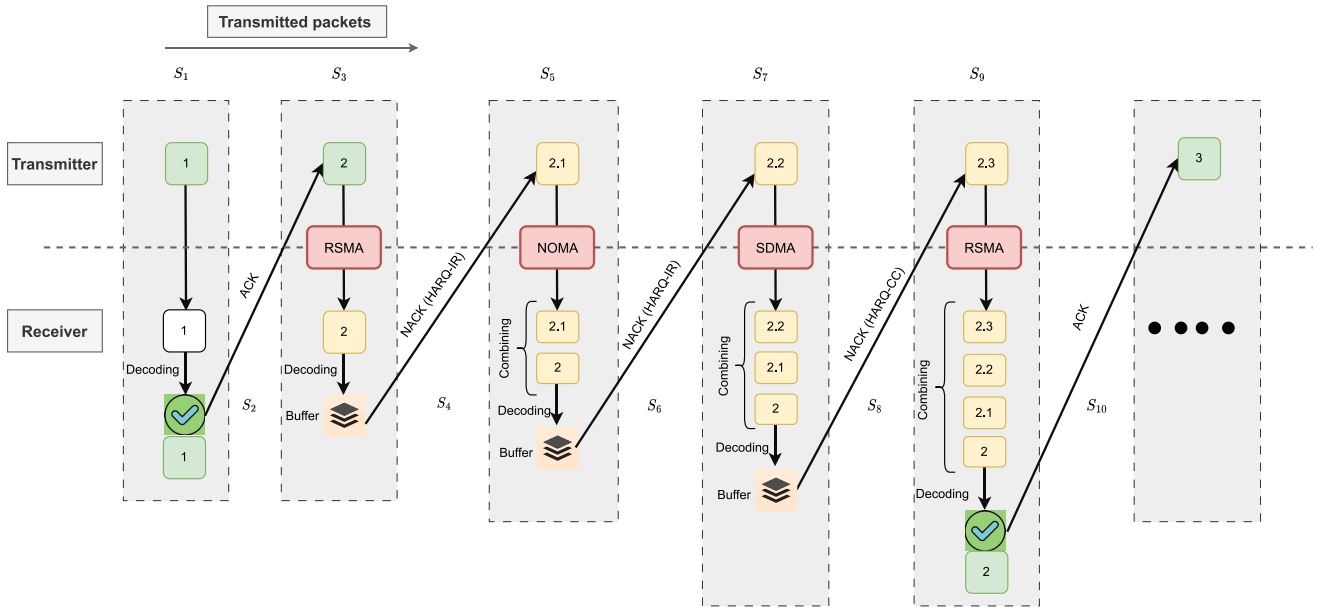 Transmitted packets
S1
S3
S5
S7
S9
Transmitter
1
2
2.1
2.2
2.3
3
RSMA
NOMA
SDMA
RSMA
ACK
NACK (HARQ-IR)
NACK (HARQ-IR)
NACK (HARQ-CC)
ACK
Receiver
1
2
Combining
2.1
2
Combining
2.2
2.1
2
Combining
2.3
2.2
2.1
2
Decoding
Decoding
Decoding
Decoding
Decoding
S2
S4
S6
S8
S10
Buffer
Buffer
Buffer
1
2